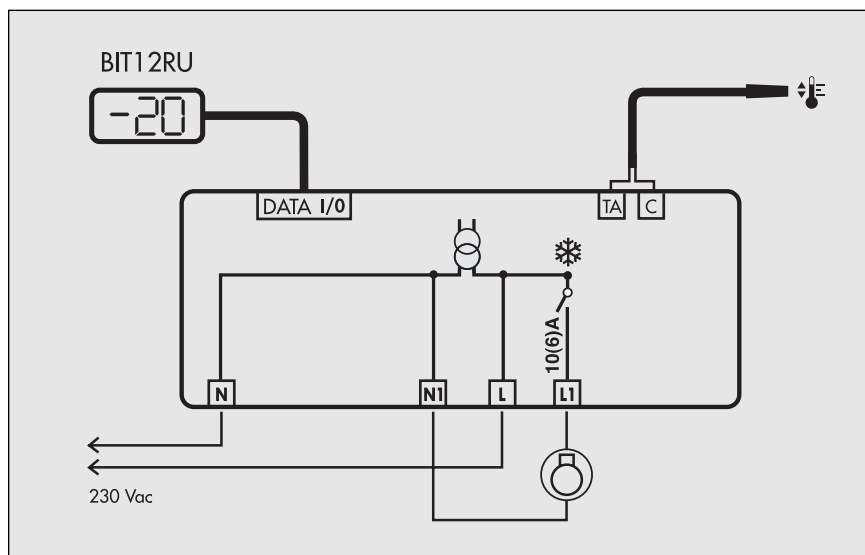 BIT12RU
-20
DATA I/0
TA C
10(6)A
N N1 L L1
230 Vac